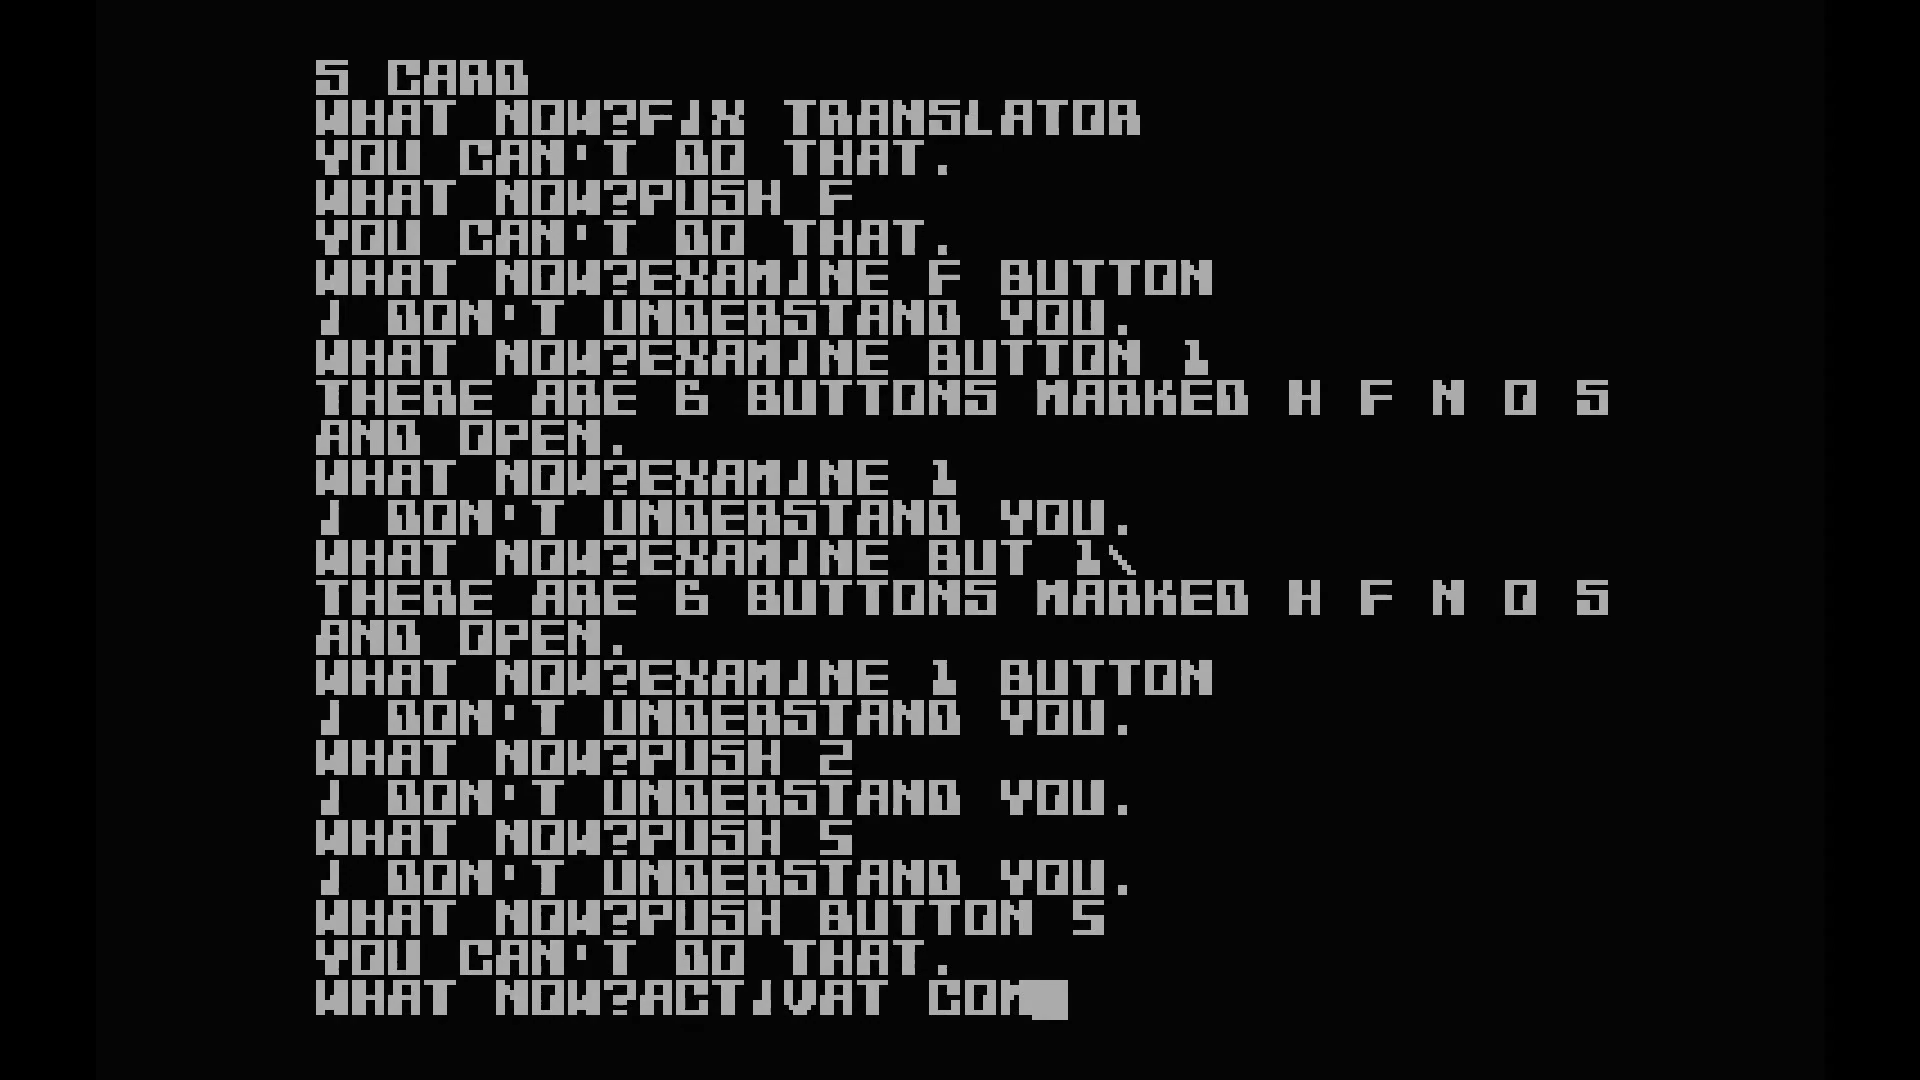 S CARD
WHAT NOW?FIX TRANSLATOR
YOU CAN'T DO THAT.
WHAT NOW?PUSH F
YOU CAN'T DO THAT.
WHAT NOW?EXAMINE F BUTTON
I DON'T UNDERSTAND YOU.
WHAT NOW?EXAMINE BUTTON 1
THERE ARE 6 BUTTONS MARKED H F N O S
AND OPEN.
WHAT NOW?EXAMINE 1
I DON'T UNDERSTAND YOU.
WHAT NOW?EXAMINE BUT 1\
THERE ARE 6 BUTTONS MARKED H F N O S
AND OPEN.
WHAT NOW?EXAMINE 1 BUTTON
I DON'T UNDERSTAND YOU.
WHAT NOW?PUSH 2
I DON'T UNDERSTAND YOU.
WHAT NOW?PUSH S
I DON'T UNDERSTAND YOU.
WHAT NOW?PUSH BUTTON S
YOU CAN'T DO THAT.
WHAT NOW?ACTIVAT COM